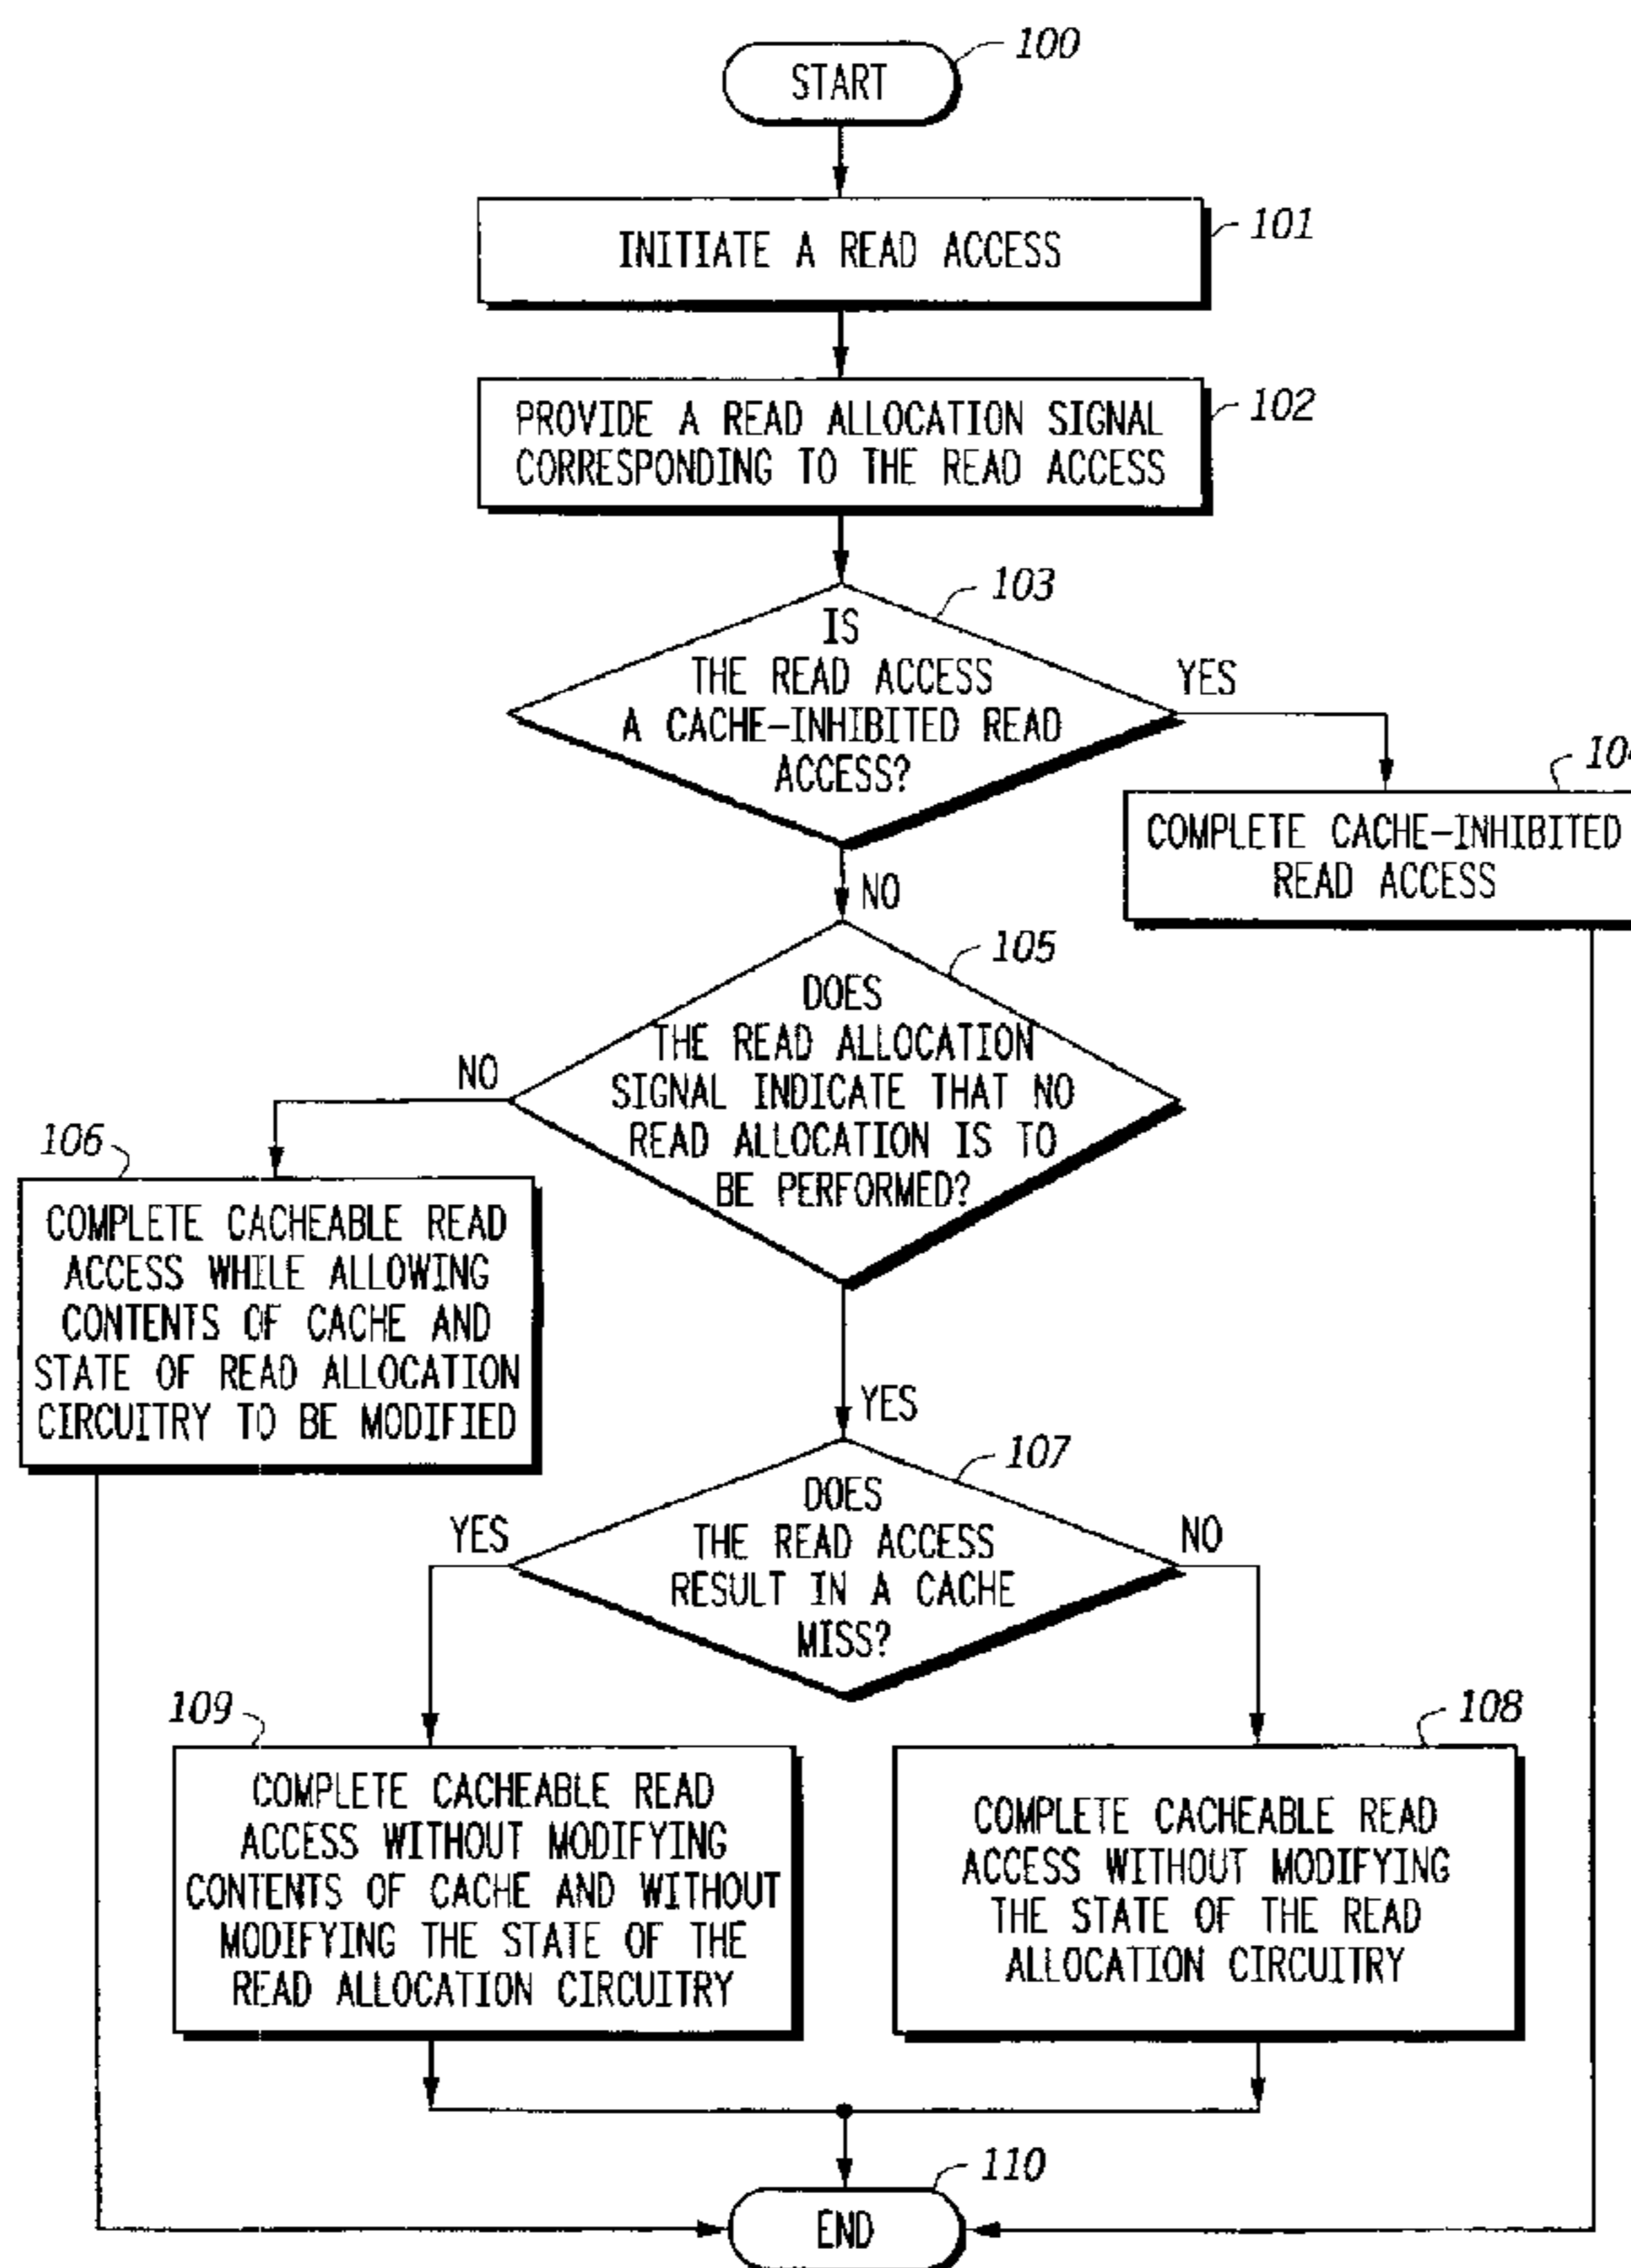 START
100
INITIATE A READ ACCESS
101
PROVIDE A READ ALLOCATION SIGNAL
CORRESPONDING TO THE READ ACCESS
102
103
IS
THE READ ACCESS
A CACHE-INHIBITED READ
ACCESS?
YES
COMPLETE CACHE-INHIBITED
READ ACCESS
NO
105
DOES
THE READ ALLOCATION
SIGNAL INDICATE THAT NO
READ ALLOCATION IS TO
BE PERFORMED?
NO
106
COMPLETE CACHEABLE READ
ACCESS WHILE ALLOWING
CONTENTS OF CACHE AND
STATE OF READ ALLOCATION
CIRCUITRY TO BE MODIFIED
YES
107
DOES
THE READ ACCESS
RESULT IN A CACHE
MISS?
YES
NO
109
COMPLETE CACHEABLE READ
ACCESS WITHOUT MODIFYING
CONTENTS OF CACHE AND WITHOUT
MODIFYING THE STATE OF THE
READ ALLOCATION CIRCUITRY
108
COMPLETE CACHEABLE READ
ACCESS WITHOUT MODIFYING
THE STATE OF THE READ
ALLOCATION CIRCUITRY
110
END